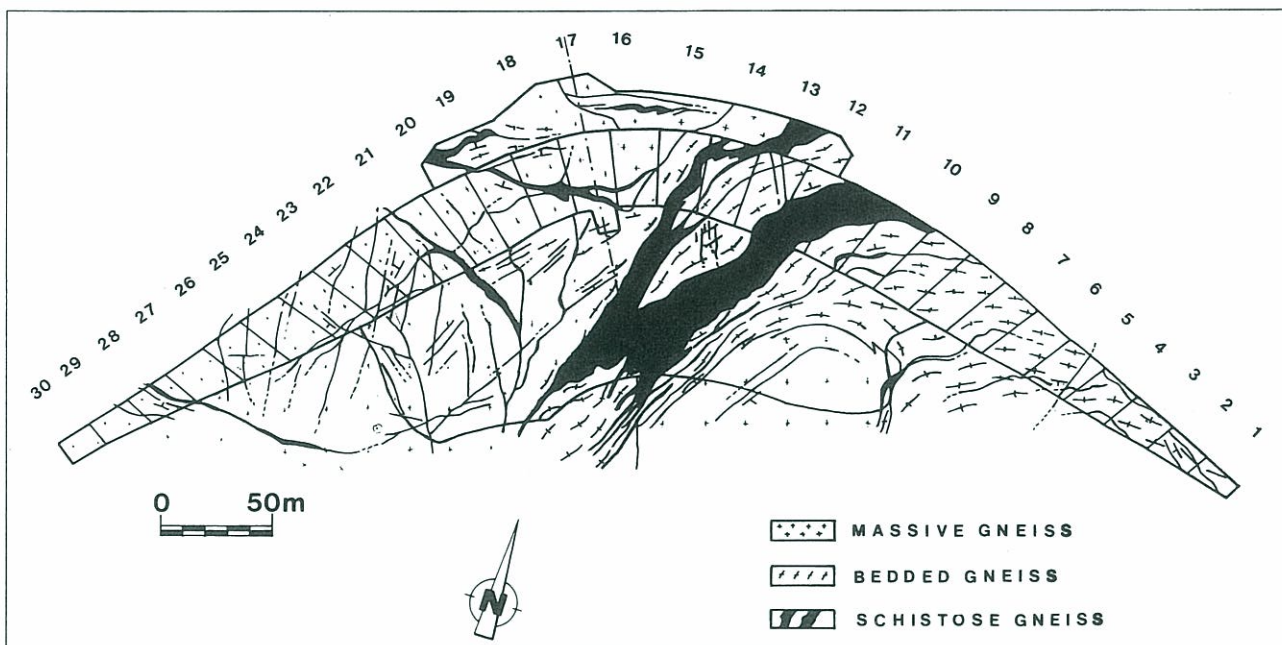 30 29 28 27 26 25 24 23 22 21 20 19 18 17 16 15 14 13 12 11 10 9 8 7 6 5 4 3 2 1
0 50m
N
MASSIVE GNEISS
BEDDED GNEISS
SCHISTOSE GNEISS